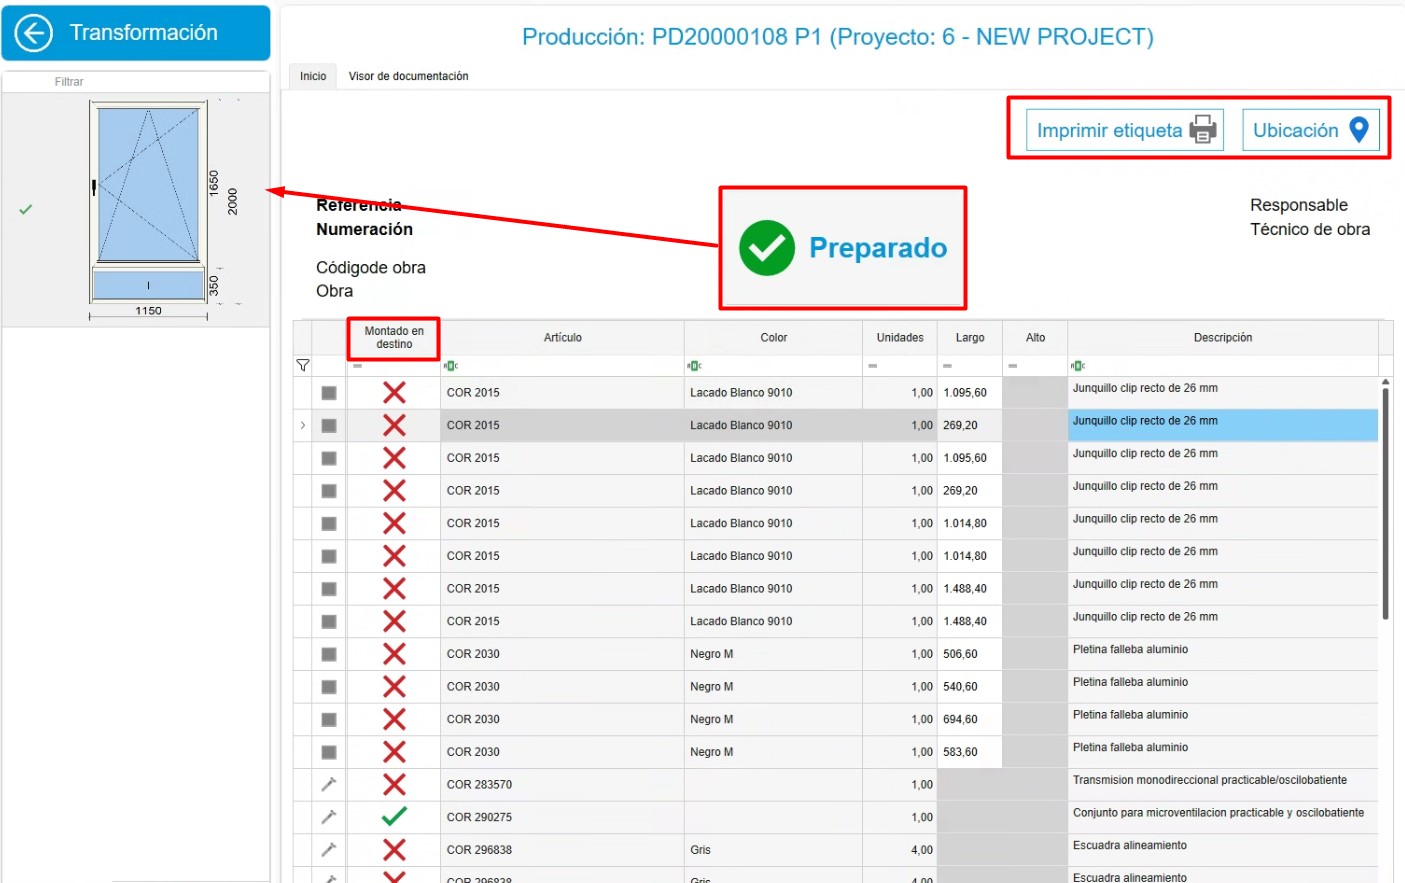 Transformación
Filtrar
1650
2000
350
1150
Producción: PD20000108 P1 (Proyecto: 6 - NEW PROJECT)
Inicio Visor de documentación
Imprimir etiqueta Ubicación
Referencia
Numeración
Códigode obra
Obra
Preparado
Responsable
Técnico de obra
Montado en destino Artículo Color Unidades Largo Alto Descripción
COR 2015 Lacado Blanco 9010 1,00 1.095,60 Junquillo clip recto de 26 mm
COR 2015 Lacado Blanco 9010 1,00 269,20 Junquillo clip recto de 26 mm
COR 2015 Lacado Blanco 9010 1,00 1.095,60 Junquillo clip recto de 26 mm
COR 2015 Lacado Blanco 9010 1,00 269,20 Junquillo clip recto de 26 mm
COR 2015 Lacado Blanco 9010 1,00 1.014,80 Junquillo clip recto de 26 mm
COR 2015 Lacado Blanco 9010 1,00 1.014,80 Junquillo clip recto de 26 mm
COR 2015 Lacado Blanco 9010 1,00 1.488,40 Junquillo clip recto de 26 mm
COR 2015 Lacado Blanco 9010 1,00 1.488,40 Junquillo clip recto de 26 mm
COR 2030 Negro M 1,00 506,60 Pletina falleba aluminio
COR 2030 Negro M 1,00 540,60 Pletina falleba aluminio
COR 2030 Negro M 1,00 694,60 Pletina falleba aluminio
COR 2030 Negro M 1,00 583,60 Pletina falleba aluminio
COR 283570 1,00 Transmision monodireccional practicable/oscilobatiente
COR 290275 1,00 Conjunto para microventilacion practicable y oscilobatiente
COR 296838 Gris 4,00 Escuadra alineamiento
COR 296838 Gris 4,00 Escuadra alineamiento